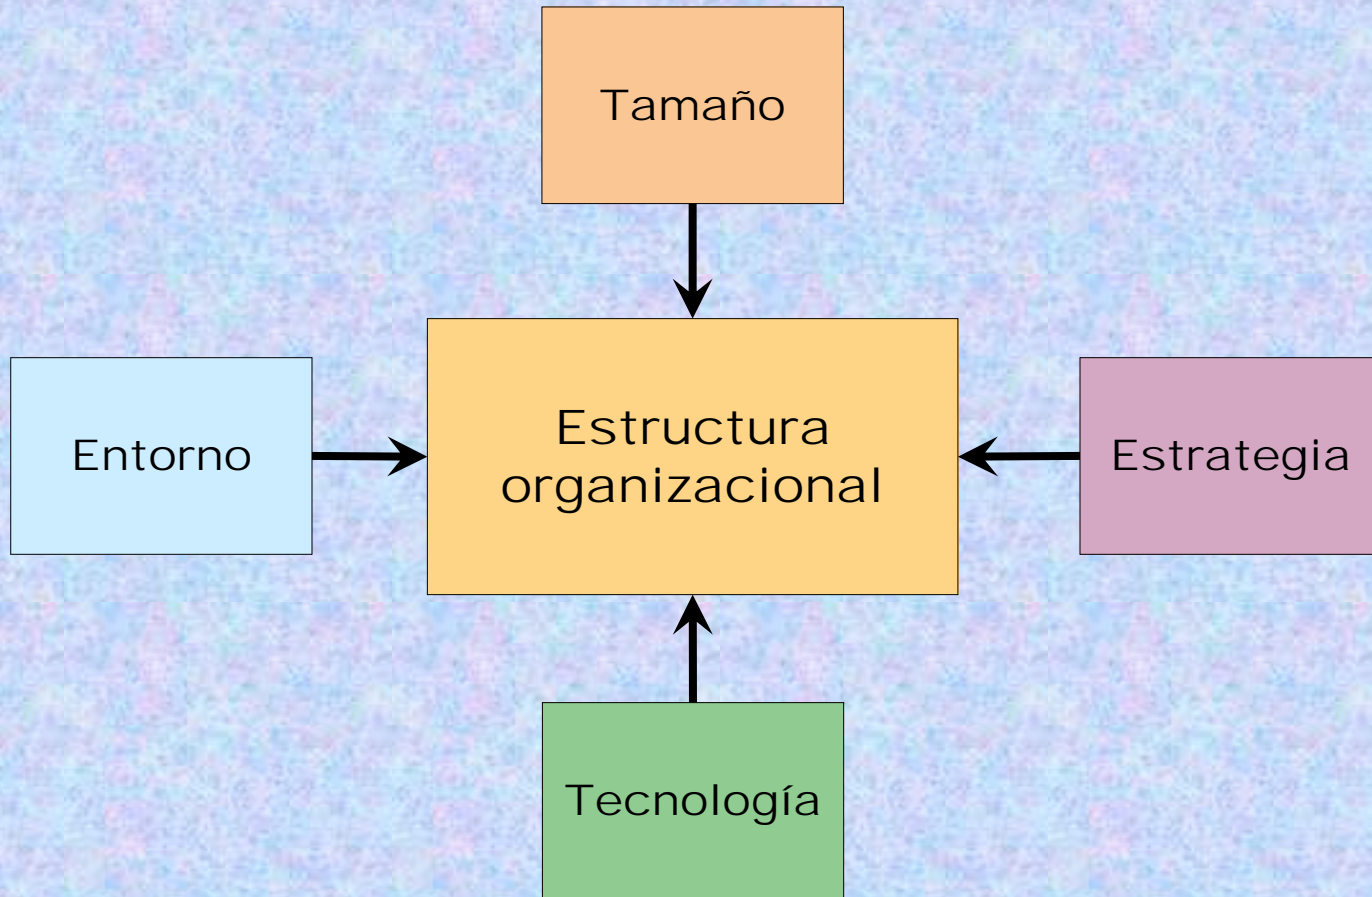 Tamaño
Entorno
Estructura
organizacional
Estrategia
Tecnología